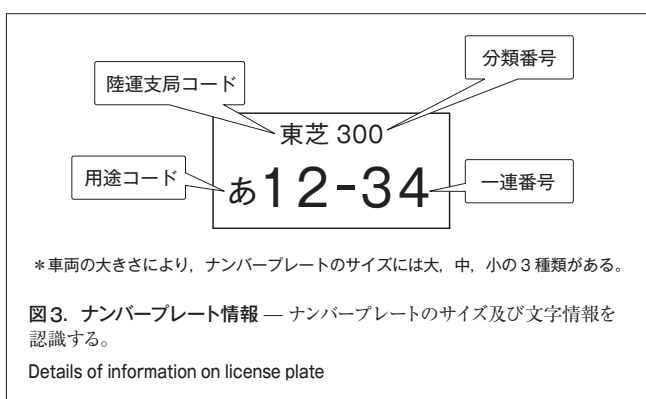 分類番号
陸運支局コード
東芝 300
用途コード
あ12-34
一連番号
＊車両の大きさにより，ナンバープレートのサイズには大，中，小の3種類がある。
図3．ナンバープレート情報 — ナンバープレートのサイズ及び文字情報を
認識する。
Details of information on license plate